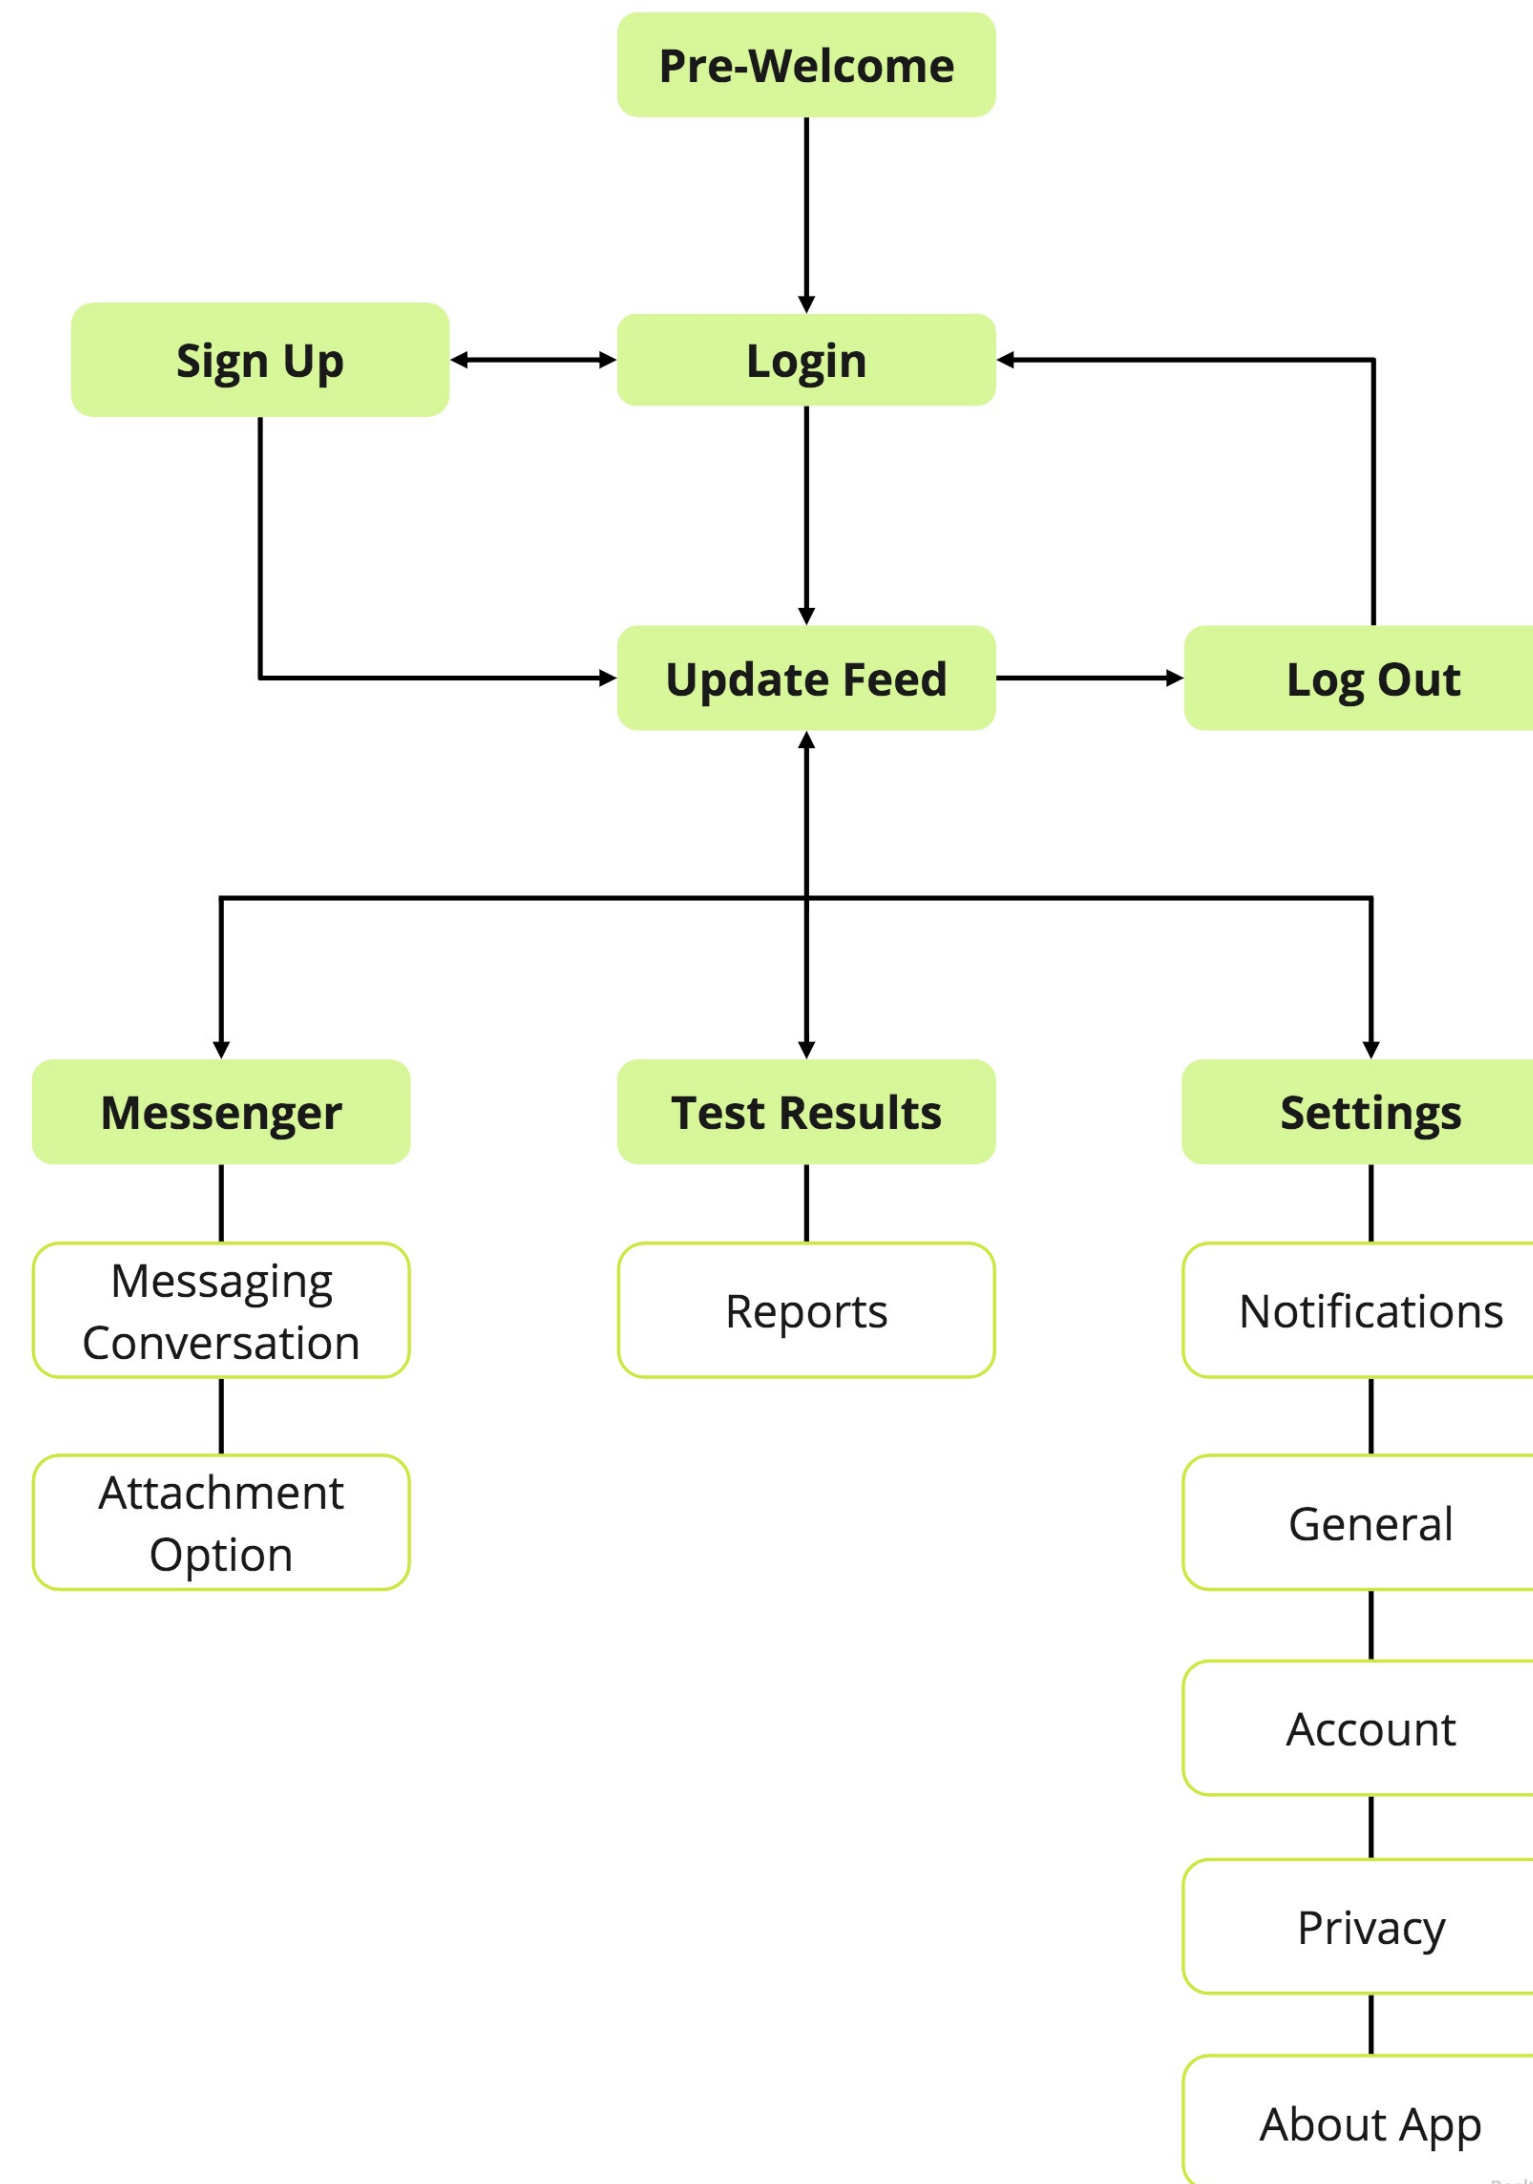 Pre-Welcome
Sign Up
Login
Update Feed
Log Out
Messenger
Test Results
Settings
Messaging
Conversation
Reports
Notifications
Attachment
Option
General
Account
Privacy
About App